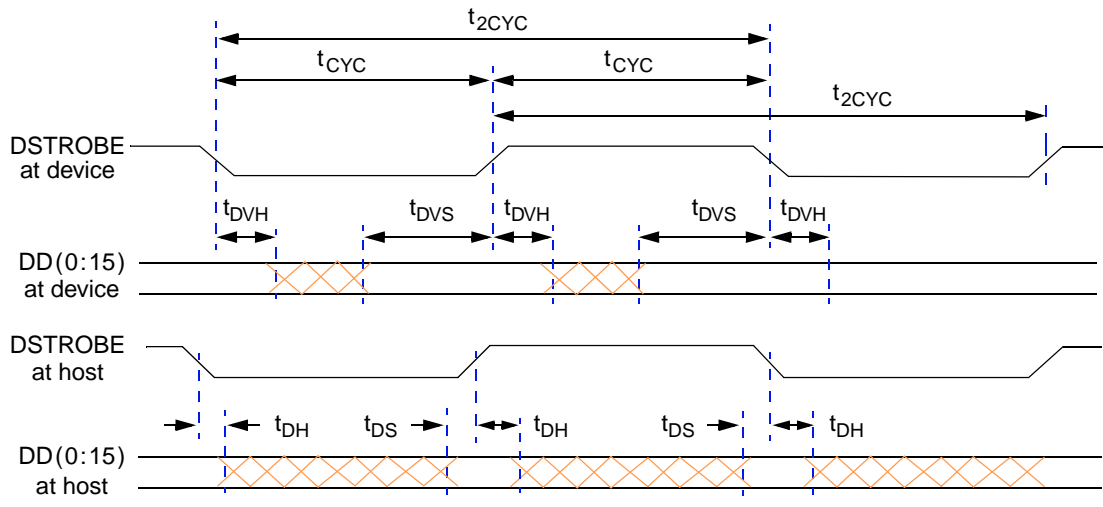 t2CYC
tCYC tCYC
t2CYC
DSTROBE
at device
tDVH tDVS tDVH tDVS tDVH
DD(0:15)
at device
DSTROBE
at host
tDH tDS tDH tDS tDH
DD(0:15)
at host